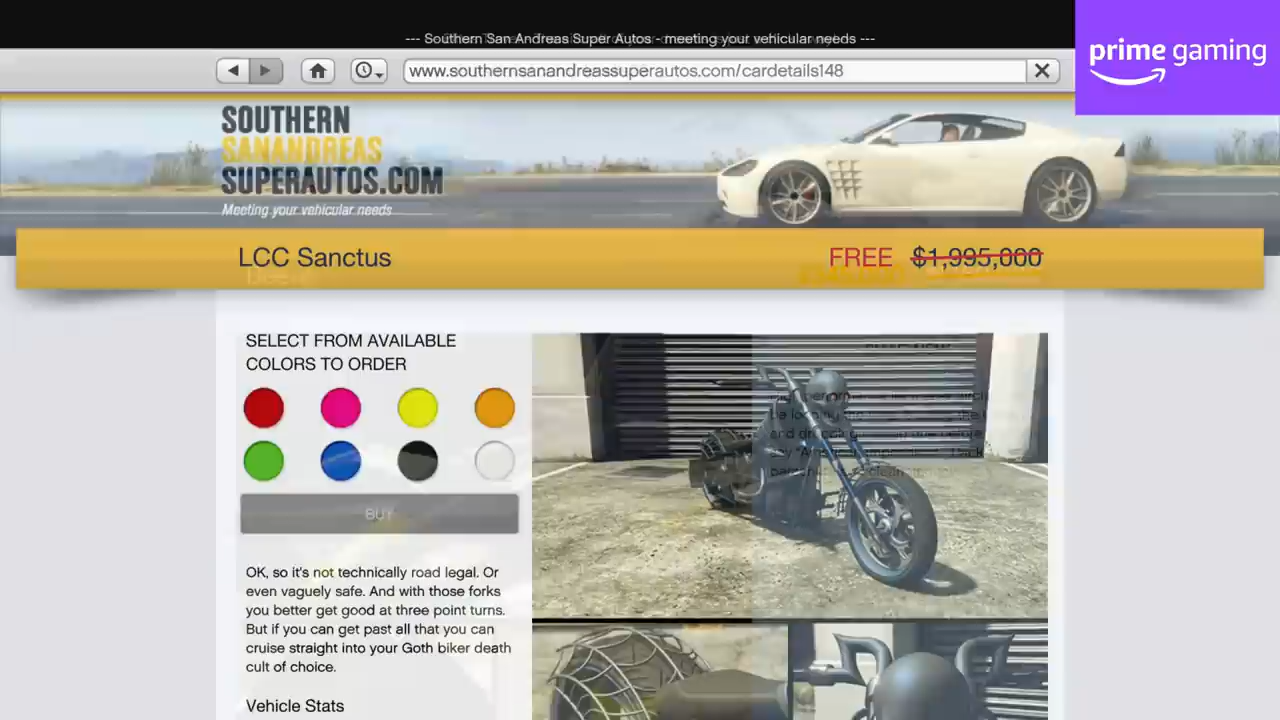 --- Southern San Andreas Super Autos - meeting your vehicular needs ---
prime gaming
www.southernsanandreassuperautos.com/cardetails148
SOUTHERN
SANANDREAS
SUPERAUTOS.COM
Meeting your vehicular needs
LCC Sanctus
FREE $1,995,000
SELECT FROM AVAILABLE
COLORS TO ORDER
BUY
OK, so it's not technically road legal. Or
even vaguely safe. And with those forks
you better get good at three point turns.
But if you can get past all that you can
cruise straight into your Goth biker death
cult of choice.
Vehicle Stats